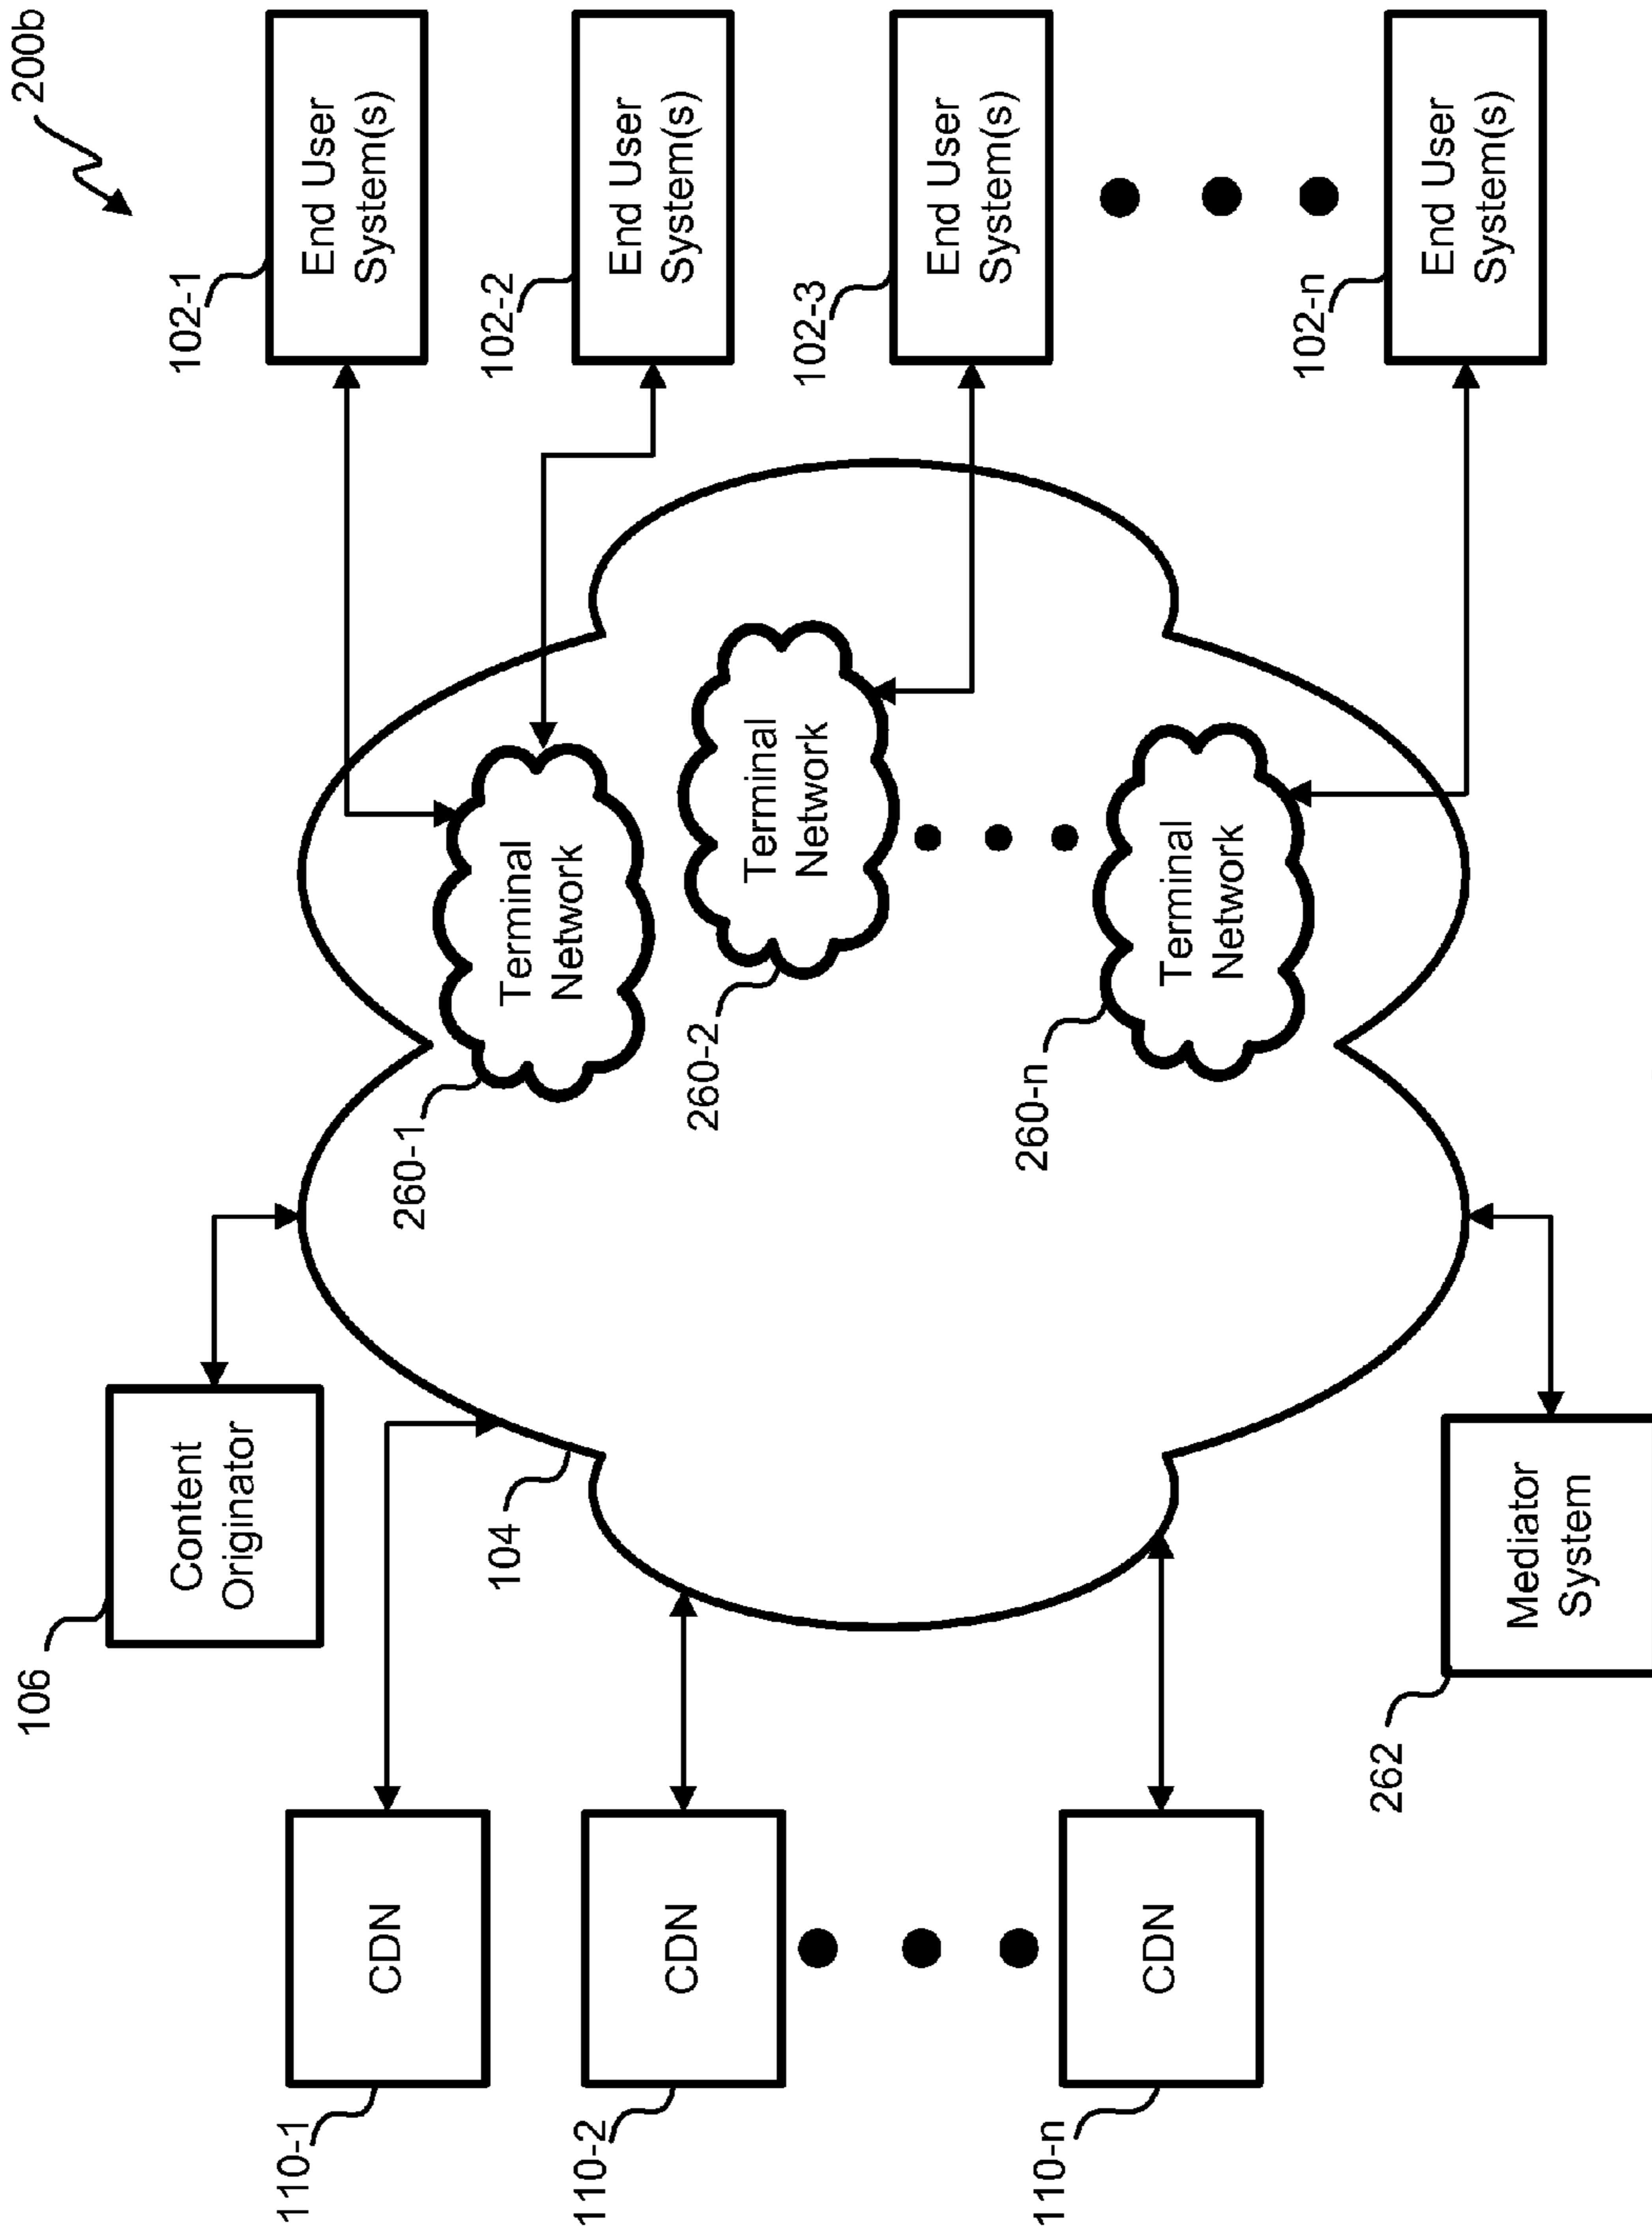 200b
106
Content
Originator
102-1
End User
System(s)
110-1
CDN
104
260-1
Terminal
Network
102-2
End User
System(s)
110-2
CDN
260-2
Terminal
Network
102-3
End User
System(s)
110-n
CDN
260-n
Terminal
Network
102-n
End User
System(s)
262
Mediator
System